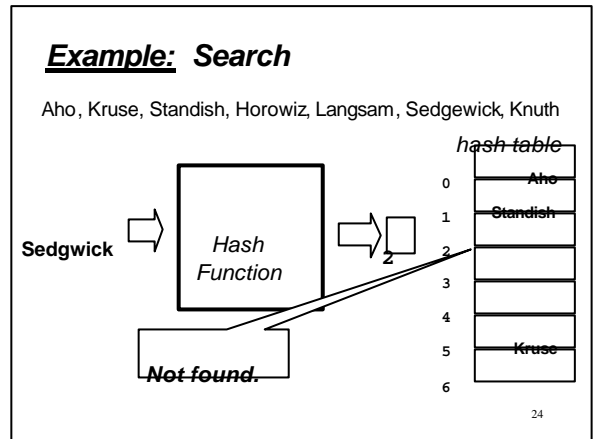 Example: Search
Aho, Kruse, Standish, Horowiz, Langsam, Sedgewick, Knuth
hash table
0 Aho
1 Standish
Sedgwick
Hash
Function
2
2
3
4
5 Kruse
Not found.
6
24